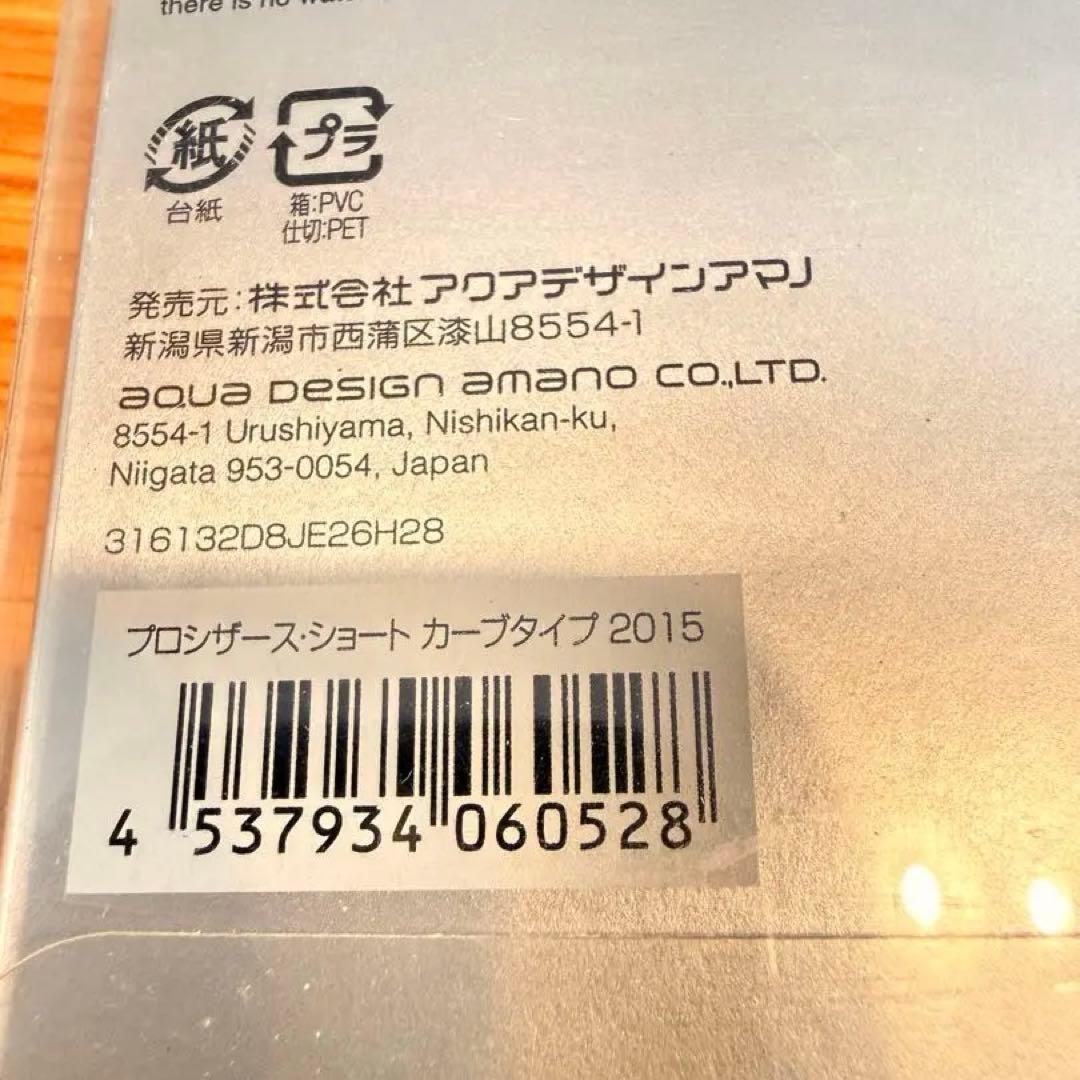 there is no
紙
プラ
台紙
箱:PVC
仕切:PET
発売元:株式会社アクアデザインアマノ
新潟県新潟市西蒲区漆山8554-1
aqua design amano co.,LTD.
8554-1 Urushiyama, Nishikan-ku,
Niigata 953-0054, Japan
316132D8JE26H28
プロシザース・ショート カーブタイプ 2015
4 537934 060528